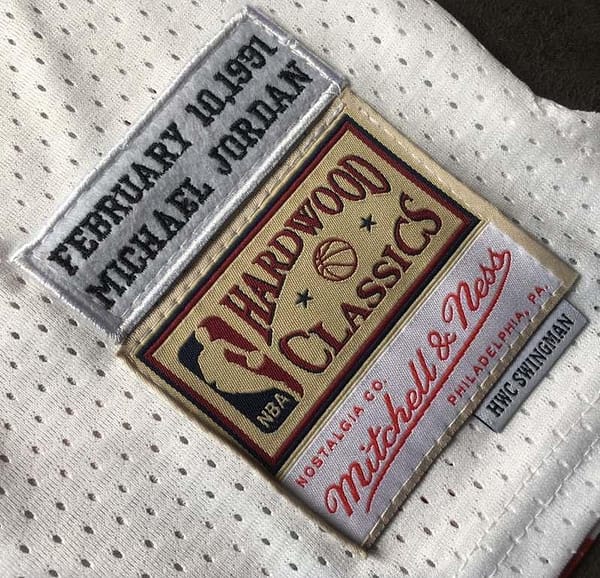 FEBRUARY 10,1991
MICHAEL JORDAN
HARDWOOD
CLASSICS
NBA
NOSTALGIA CO.
Mitchell & Ness
PHILADELPHIA, PA.
HWC SWINGMAN